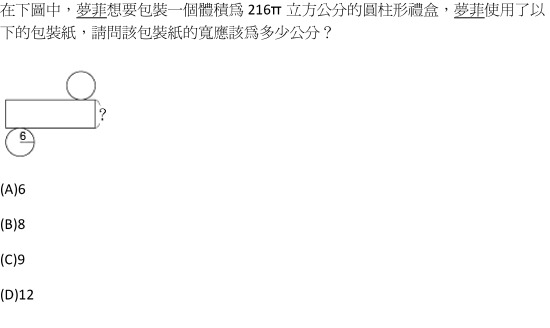 在下圖中，夢菲想要包裝一個體積為 216π 立方公分的圓柱形禮盒，夢菲使用了以
下的包裝紙，請問該包裝紙的寬應該為多少公分？
?
6
(A)6
(B)8
(C)9
(D)12